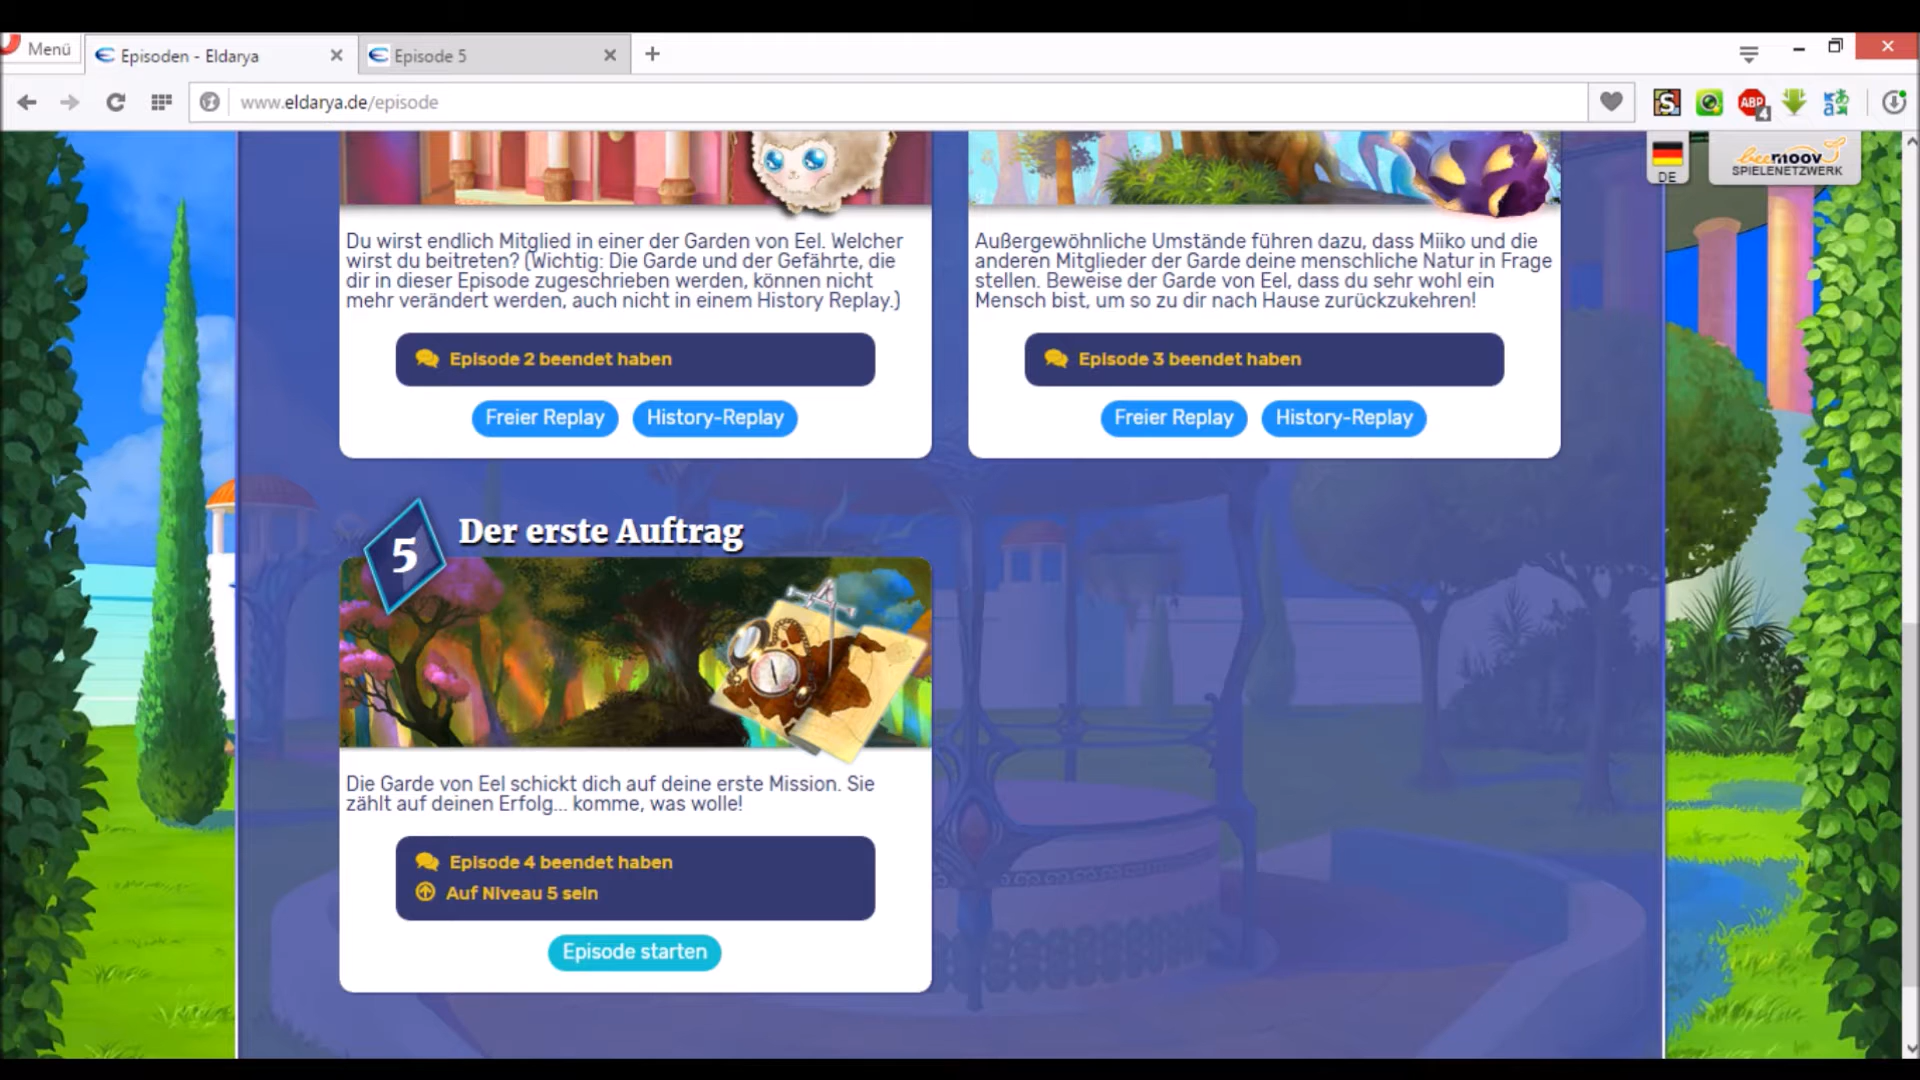 Menü
Episoden - Eldarya
Episode 5
www.eldarya.de/episode
S
ABP
4
DE
beemoov
SPIELENETZWERK
Du wirst endlich Mitglied in einer der Garden von Eel. Welcher
wirst du beitreten? (Wichtig: Die Garde und der Gefährte, die
dir in dieser Episode zugeschrieben werden, können nicht
mehr verändert werden, auch nicht in einem History Replay.)
Episode 2 beendet haben
Freier Replay
History-Replay
Außergewöhnliche Umstände führen dazu, dass Miiko und die
anderen Mitglieder der Garde deine menschliche Natur in Frage
stellen. Beweise der Garde von Eel, dass du sehr wohl ein
Mensch bist, um so zu dir nach Hause zurückzukehren!
Episode 3 beendet haben
Freier Replay
History-Replay
5
Der erste Auftrag
Die Garde von Eel schickt dich auf deine erste Mission. Sie
zählt auf deinen Erfolg... komme, was wolle!
Episode 4 beendet haben
Auf Niveau 5 sein
Episode starten